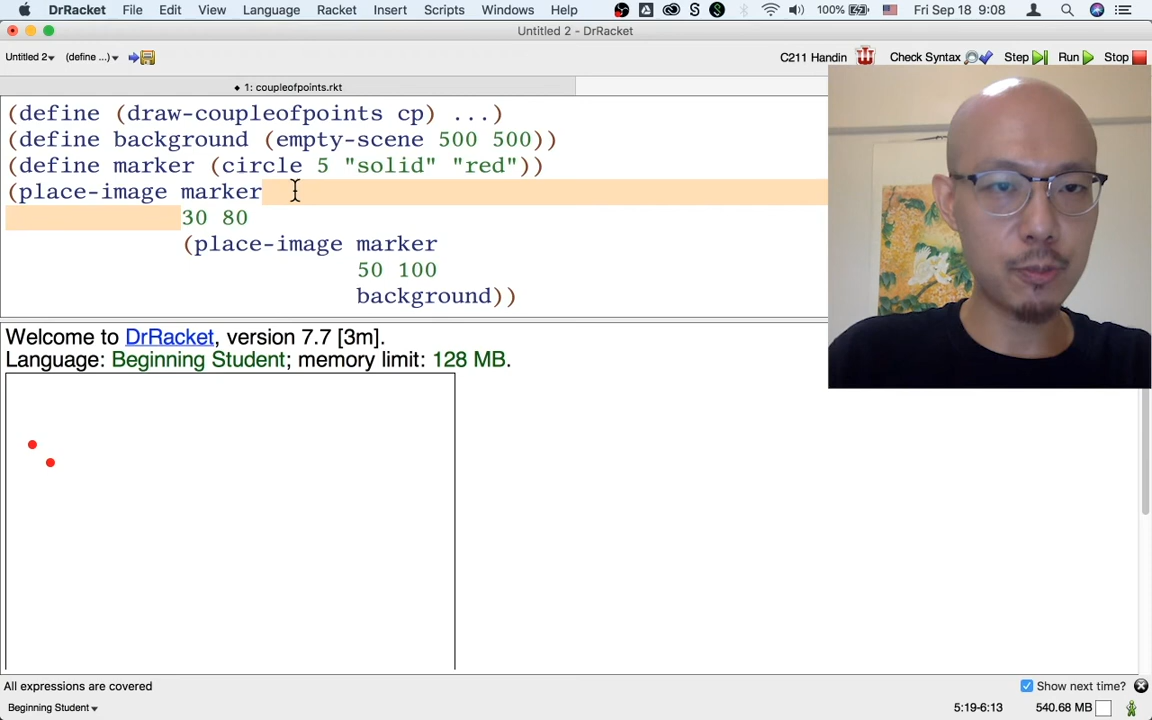 DrRacket File Edit View Language Racket Insert Scripts Windows Help 100% Fri Sep 18 9:08
Untitled 2 - DrRacket
Untitled 2 (define ...) C211 Handin Check Syntax Step Run Stop
1: coupleofpoints.rkt
(define (draw-coupleofpoints cp) ...)
(define background (empty-scene 500 500))
(define marker (circle 5 "solid" "red"))
(place-image marker
30 80
(place-image marker
50 100
background))
Welcome to DrRacket, version 7.7 [3m].
Language: Beginning Student; memory limit: 128 MB.
All expressions are covered Show next time?
Beginning Student 5:19-6:13 540.68 MB